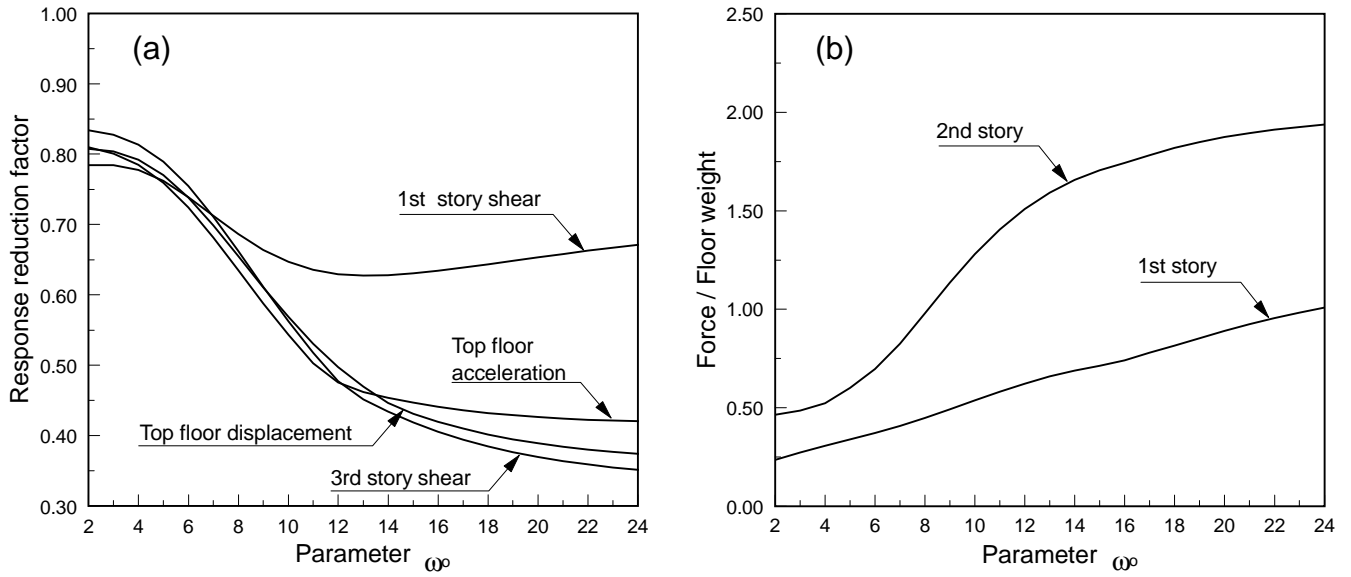 (a)
Response reduction factor
1.00
0.90
0.80
0.70
0.60
0.50
0.40
0.30
1st story shear
Top floor
acceleration
Top floor displacement
3rd story shear
2 4 6 8 10 12 14 16 18 20 22 24
Parameter ωo
(b)
Force / Floor weight
2.50
2.00
1.50
1.00
0.50
0.00
2nd story
1st story
2 4 6 8 10 12 14 16 18 20 22 24
Parameter ωo